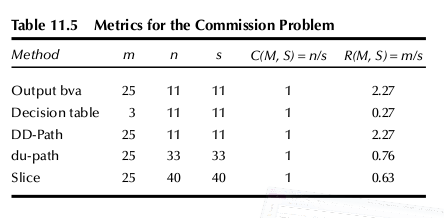 Table 11.5 Metrics for the Commission Problem
Method m n s C(M, S) = n/s R(M, S) = m/s
Output bva 25 11 11 1 2.27
Decision table 3 11 11 1 0.27
DD-Path 25 11 11 1 2.27
du-path 25 33 33 1 0.76
Slice 25 40 40 1 0.63